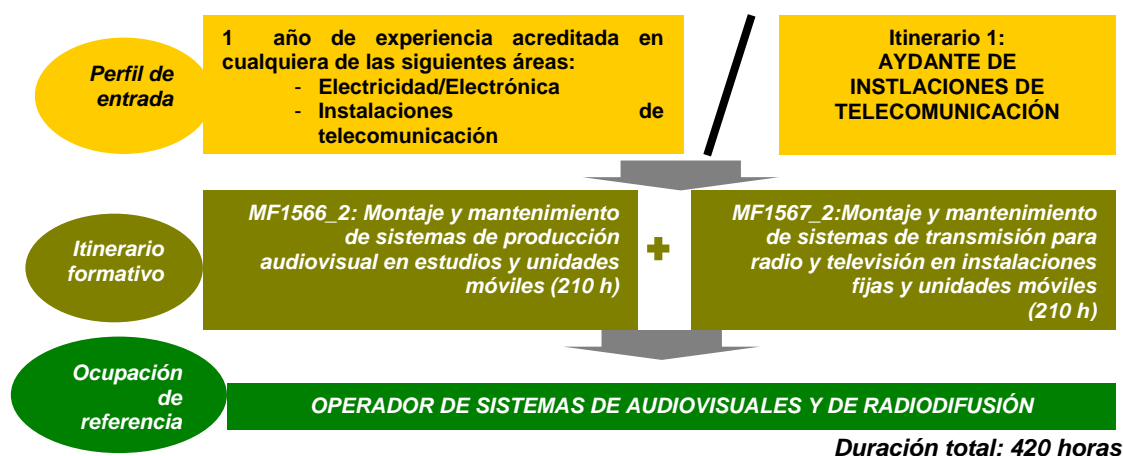 Perfil de
entrada
1 año de experiencia acreditada en
cualquiera de las siguientes áreas:
- Electricidad/Electrónica
- Instalaciones de
telecomunicación
Itinerario 1:
AYDANTE DE
INSTLACIONES DE
TELECOMUNICACIÓN
Itinerario
formativo
MF1566_2: Montaje y mantenimiento
de sistemas de producción
audiovisual en estudios y unidades
móviles (210 h)
+
MF1567_2:Montaje y mantenimiento
de sistemas de transmisión para
radio y televisión en instalaciones
fijas y unidades móviles
(210 h)
Ocupación
de
referencia
OPERADOR DE SISTEMAS DE AUDIOVISUALES Y DE RADIODIFUSIÓN
Duración total: 420 horas